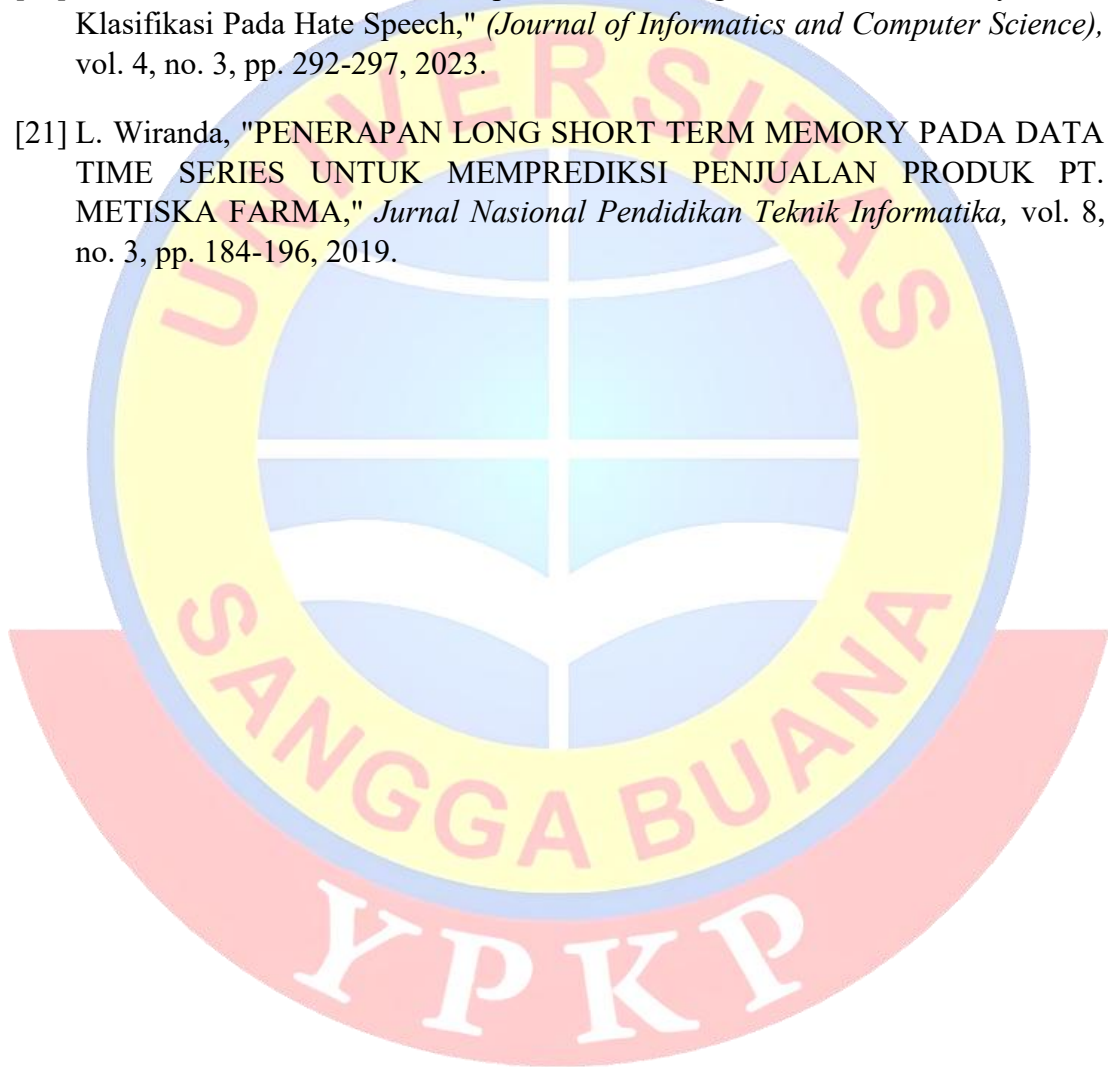 Klasifikasi Pada Hate Speech," (Journal of Informatics and Computer Science),
vol. 4, no. 3, pp. 292-297, 2023.
[21] L. Wiranda, "PENERAPAN LONG SHORT TERM MEMORY PADA DATA
TIME SERIES UNTUK MEMPREDIKSI PENJUALAN PRODUK PT.
METISKA FARMA," Jurnal Nasional Pendidikan Teknik Informatika, vol. 8,
no. 3, pp. 184-196, 2019.
UNIVERSITAS
SANGGA BUANA
YPKP